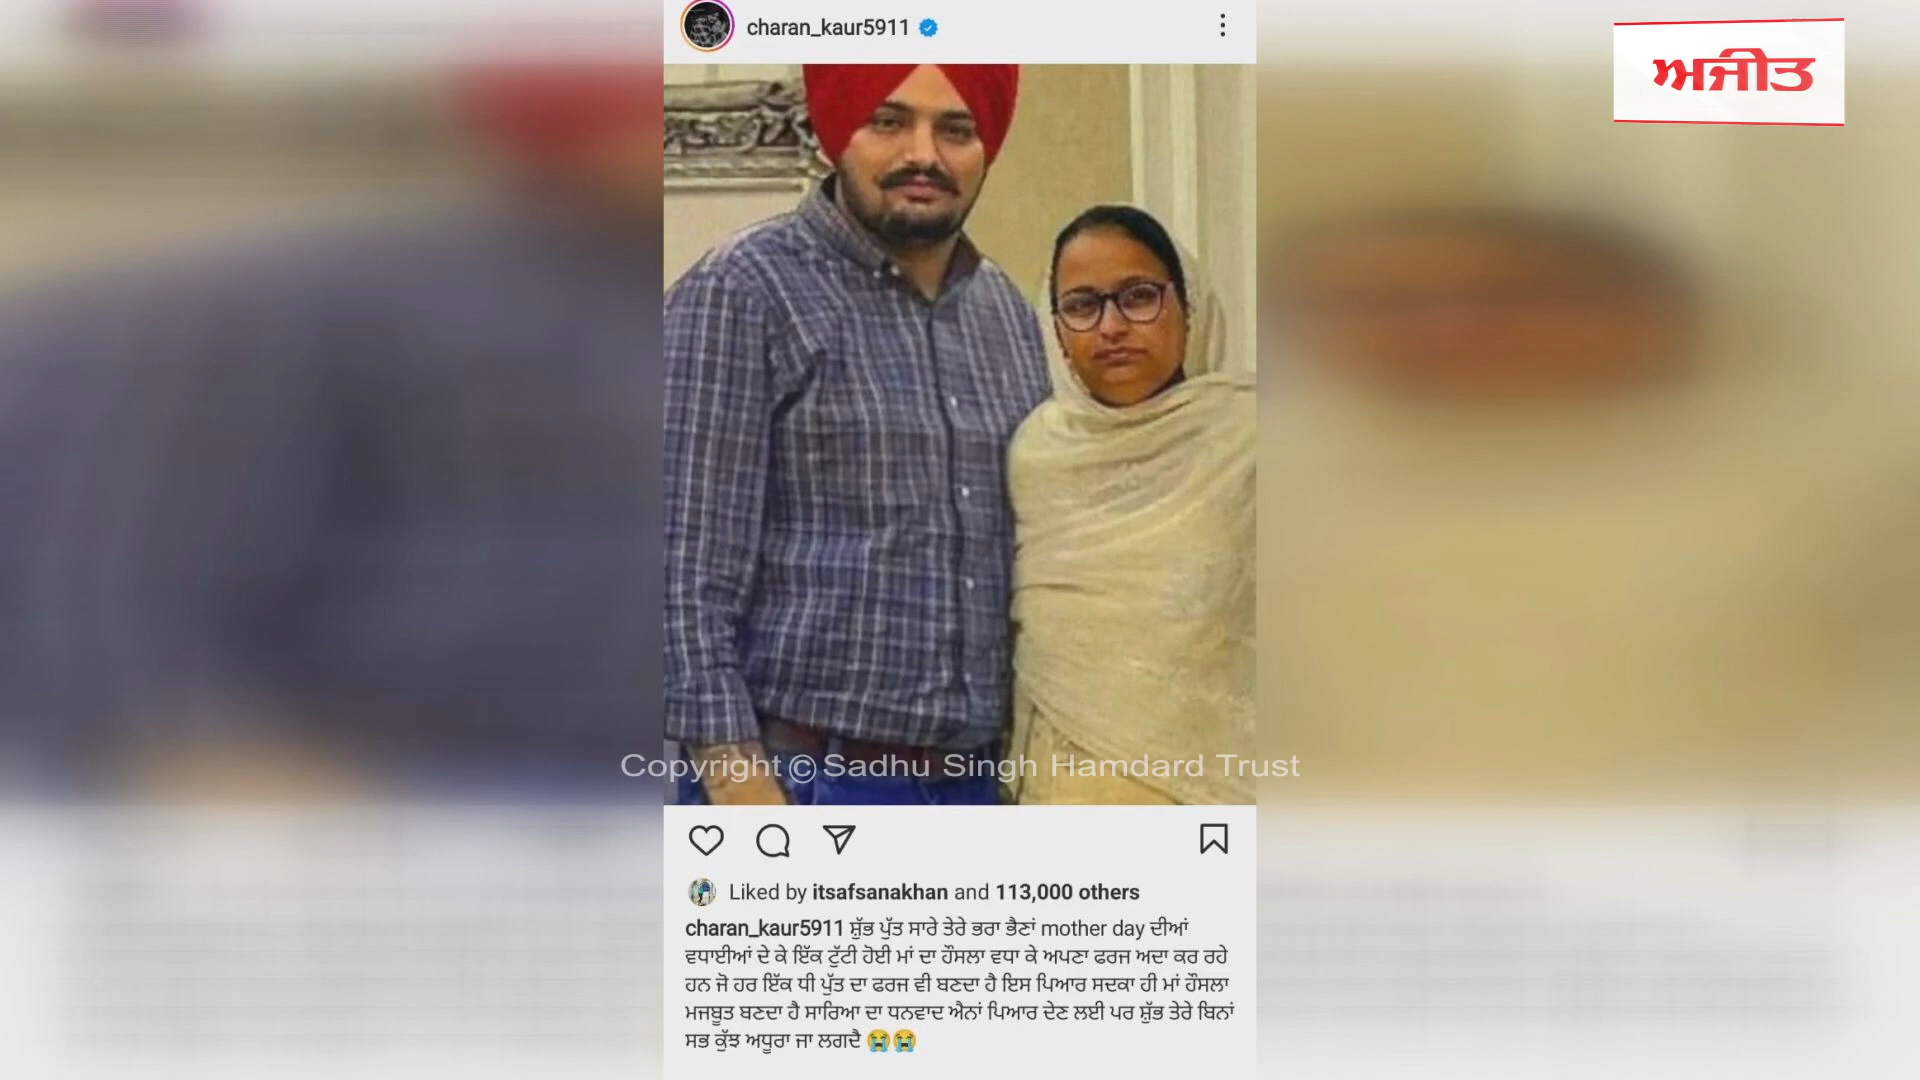 charan_kaur5911
ਅਜੀਤ
Copyright © Sadhu Singh Hamdard Trust
Liked by itsafsanakhan and 113,000 others
charan_kaur5911 ਸ਼ੁੱਭ ਪੁੱਤ ਸਾਰੇ ਤੇਰੇ ਭਰਾ ਭੈਣਾਂ mother day ਦੀਆਂ
ਵਧਾਈਆਂ ਦੇ ਕੇ ਇੱਕ ਟੁੱਟੀ ਹੋਈ ਮਾਂ ਦਾ ਹੌਸਲਾ ਵਧਾ ਕੇ ਅਪਣਾ ਫਰਜ ਅਦਾ ਕਰ ਰਹੇ
ਹਨ ਜੋ ਹਰ ਇੱਕ ਧੀ ਪੁੱਤ ਦਾ ਫਰਜ ਵੀ ਬਣਦਾ ਹੈ ਇਸ ਪਿਆਰ ਸਦਕਾ ਹੀ ਮਾਂ ਹੌਸਲਾ
ਮਜਬੂਤ ਬਣਦਾ ਹੈ ਸਾਰਿਆ ਦਾ ਧਨਵਾਦ ਐਨਾਂ ਪਿਆਰ ਦੇਣ ਲਈ ਪਰ ਸ਼ੁੱਭ ਤੇਰੇ ਬਿਨਾਂ
ਸਭ ਕੁੱਝ ਅਧੂਰਾ ਜਾ ਲਗਦੈ 😭😭